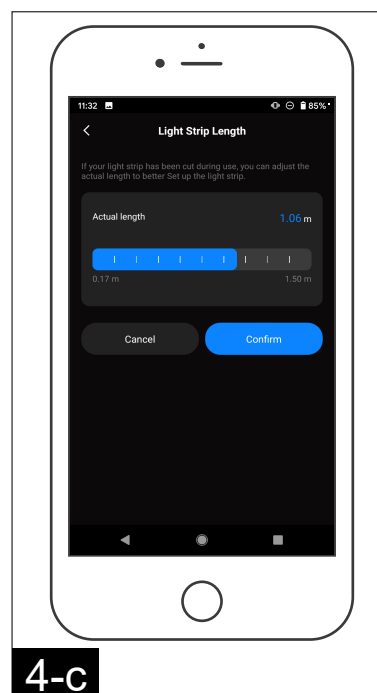 11:32 85%
Light Strip Length
If your light strip has been cut during use, you can adjust the
actual length to better Set up the light strip.
Actual length 1.06 m
0.17 m 1.50 m
Cancel Confirm
4-c